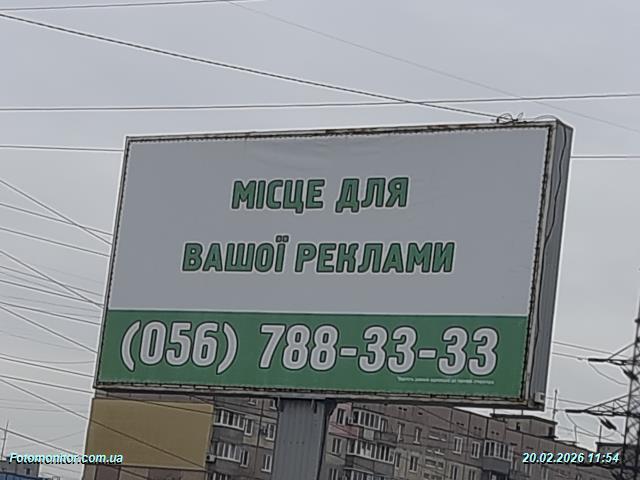 МІСЦЕ ДЛЯ
ВАШОЇ РЕКЛАМИ
(056) 788-33-33
Fotomonitor.com.ua
20.02.2026 11:54